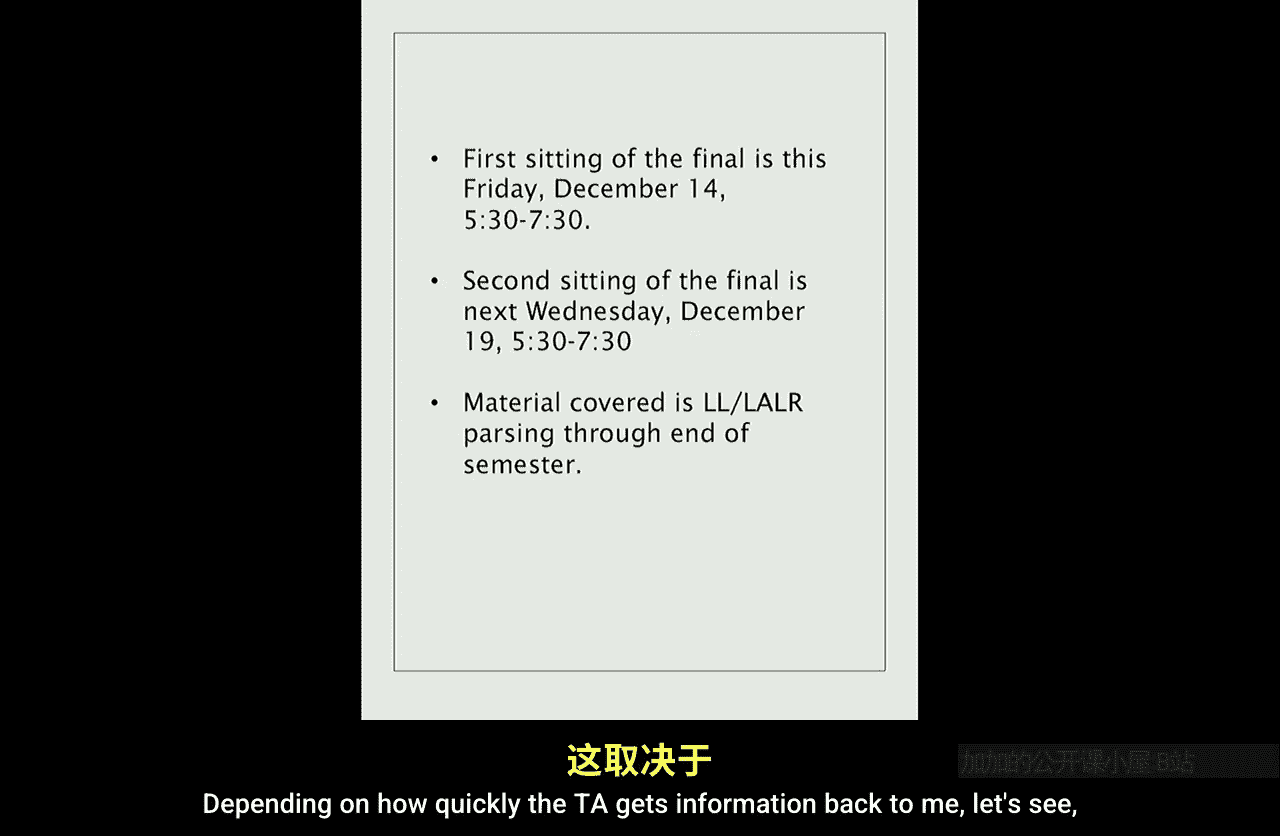 • First sitting of the final is this
Friday, December 14,
5:30-7:30.
• Second sitting of the final is
next Wednesday, December
19, 5:30-7:30
• Material covered is LL/LALR
parsing through end of
semester.
这取决于
加加的公开课小屋 B站
Depending on how quickly the TA gets information back to me, let's see,